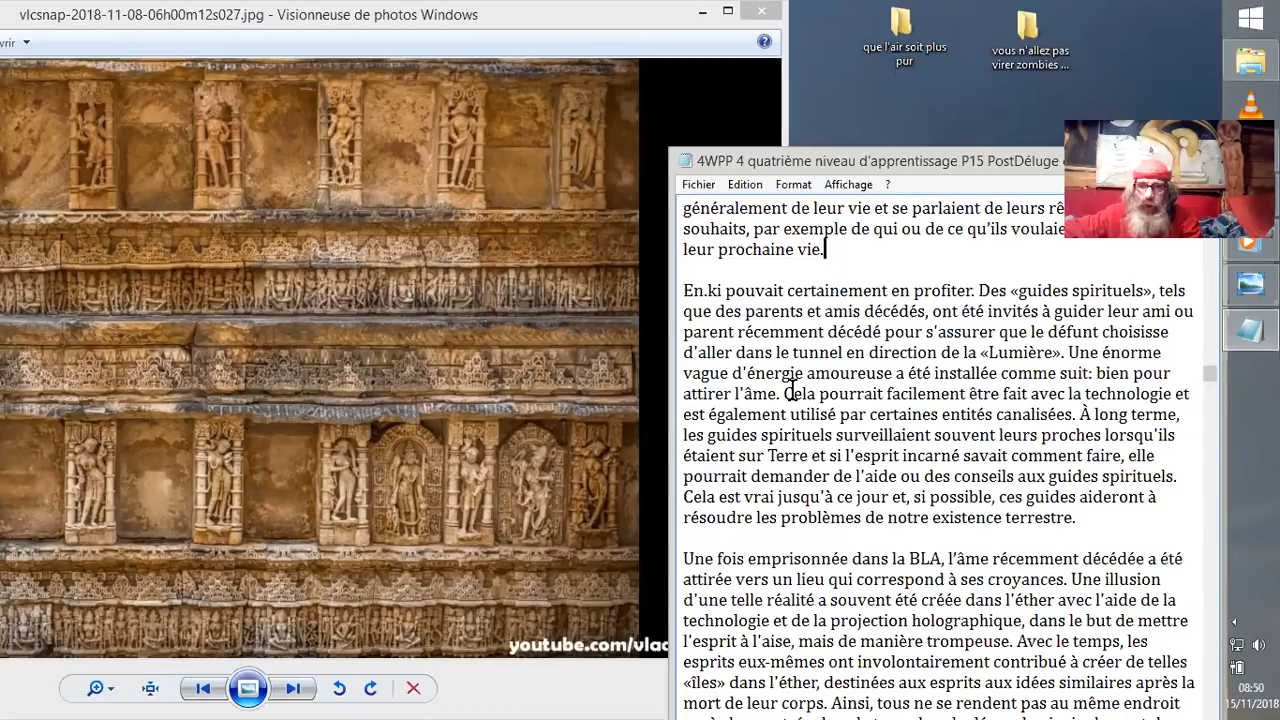 vlcsnap-2018-11-08-06h00m12s027.jpg - Visionneuse de photos Windows
vrir
que l'air soit plus
pur
vous n'allez pas
virer zombies ...
4WPP 4 quatrième niveau d'apprentissage P15 PostDéluge
Fichier Edition Format Affichage ?
généralement de leur vie et se parlaient de leurs rê
souhaits, par exemple de qui ou de ce qu'ils voulaie
leur prochaine vie.
En.ki pouvait certainement en profiter. Des «guides spirituels», tels
que des parents et amis décédés, ont été invités à guider leur ami ou
parent récemment décédé pour s'assurer que le défunt choisisse
d'aller dans le tunnel en direction de la «Lumière». Une énorme
vague d'énergie amoureuse a été installée comme suit: bien pour
attirer l'âme. Cela pourrait facilement être fait avec la technologie et
est également utilisé par certaines entités canalisées. À long terme,
les guides spirituels surveillaient souvent leurs proches lorsqu'ils
étaient sur Terre et si l'esprit incarné savait comment faire, elle
pourrait demander de l'aide ou des conseils aux guides spirituels.
Cela est vrai jusqu'à ce jour et, si possible, ces guides aideront à
résoudre les problèmes de notre existence terrestre.
Une fois emprisonnée dans la BLA, l'âme récemment décédée a été
attirée vers un lieu qui correspond à ses croyances. Une illusion
d'une telle réalité a souvent été créée dans l'éther avec l'aide de la
technologie et de la projection holographique, dans le but de mettre
l'esprit à l'aise, mais de manière trompeuse. Avec le temps, les
esprits eux-mêmes ont involontairement contribué à créer de telles
«îles» dans l'éther, destinées aux esprits aux idées similaires après la
mort de leur corps. Ainsi, tous ne se rendent pas au même endroit
youtube.com/vlad
08:50
15/11/2018